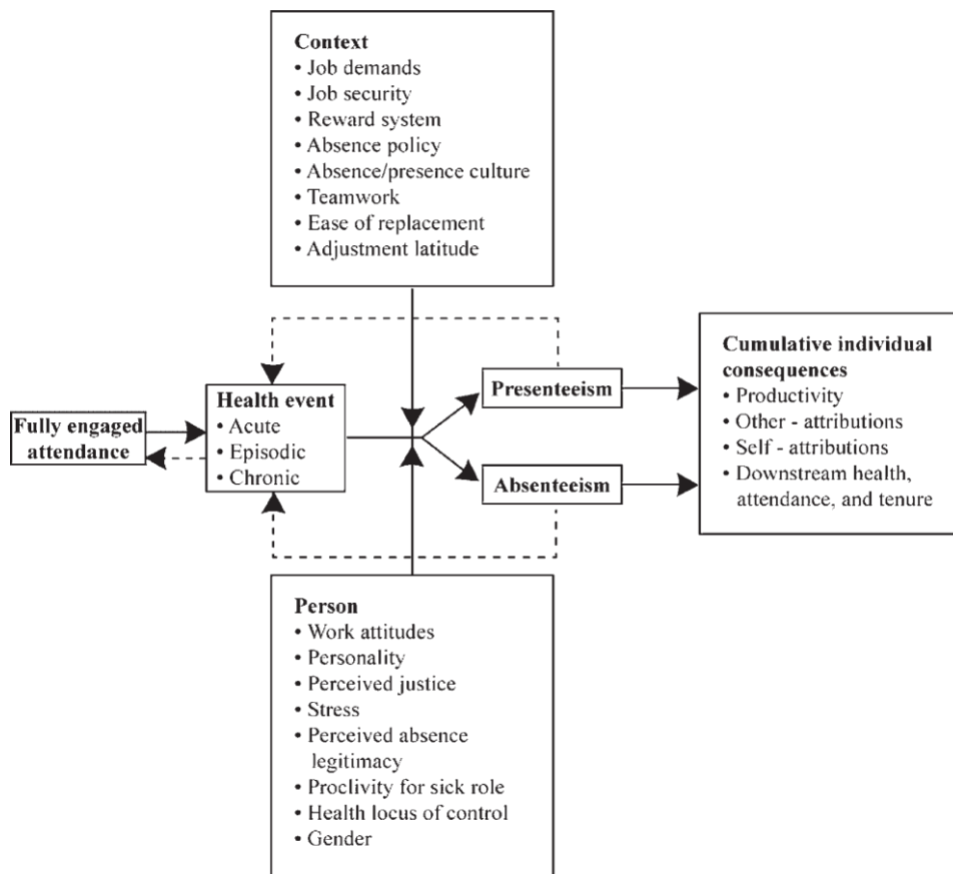 Context
• Job demands
• Job security
• Reward system
• Absence policy
• Absence/presence culture
• Teamwork
• Ease of replacement
• Adjustment latitude
Fully engaged
attendance
Health event
• Acute
• Episodic
• Chronic
Presenteeism
Absenteeism
Cumulative individual
consequences
• Productivity
• Other - attributions
• Self - attributions
• Downstream health,
attendance, and tenure
Person
• Work attitudes
• Personality
• Perceived justice
• Stress
• Perceived absence
legitimacy
• Proclivity for sick role
• Health locus of control
• Gender